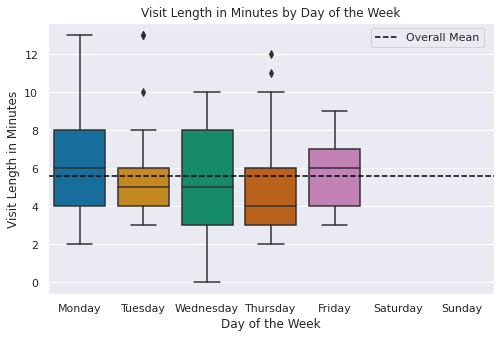 Visit Length in Minutes by Day of the Week
Overall Mean
Visit Length in Minutes
12
10
8
6
4
2
0
Monday Tuesday Wednesday Thursday Friday Saturday Sunday
Day of the Week